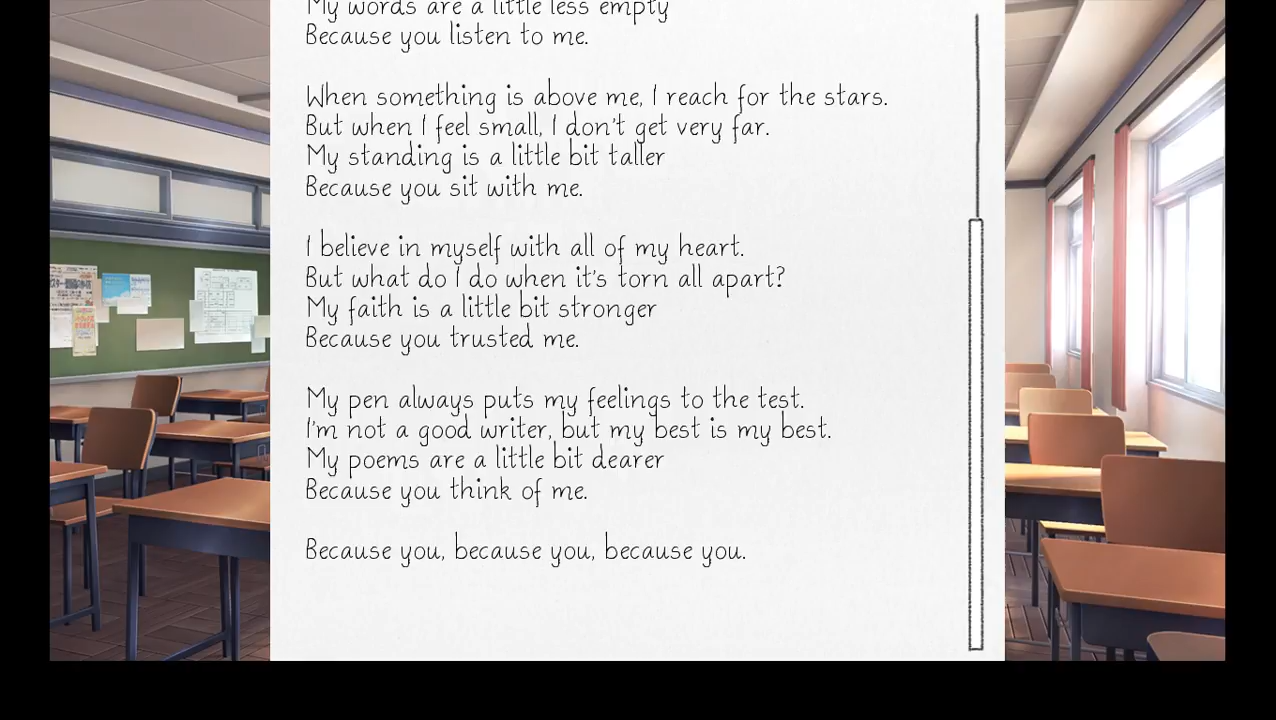 My words are a little less empty
Because you listen to me.
When something is above me, I reach for the stars.
But when I feel small, I don't get very far.
My standing is a little bit taller
Because you sit with me.
I believe in myself with all of my heart.
But what do I do when it's torn all apart?
My faith is a little bit stronger
Because you trusted me.
My pen always puts my feelings to the test.
I'm not a good writer, but my best is my best.
My poems are a little bit dearer
Because you think of me.
Because you, because you, because you.